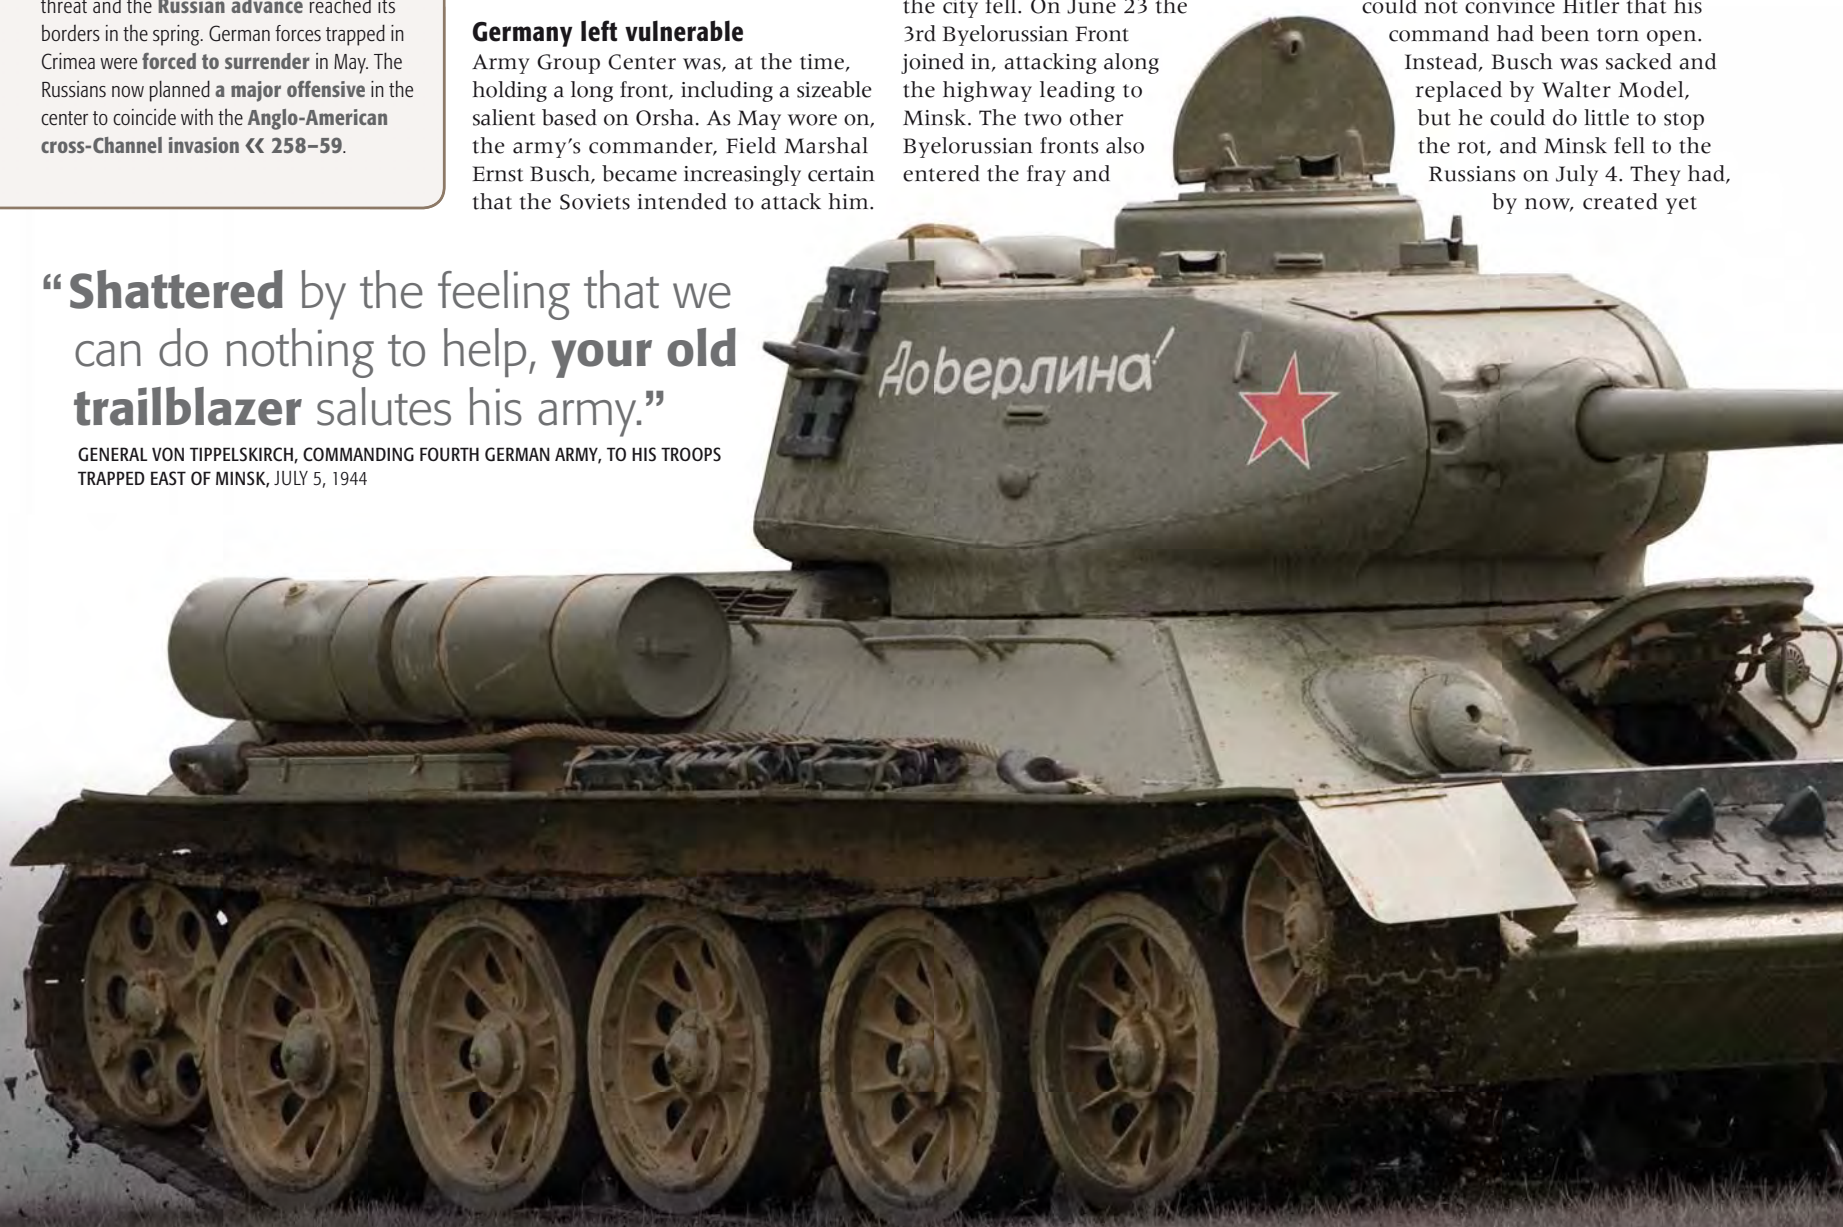 threat and the Russian advance reached its
borders in the spring. German forces trapped in
Crimea were forced to surrender in May. The
Russians now planned a major offensive in the
center to coincide with the Anglo-American
cross-Channel invasion ‹‹ 258–59.
Germany left vulnerable
Army Group Center was, at the time,
holding a long front, including a sizeable
salient based on Orsha. As May wore on,
the army’s commander, Field Marshal
Ernst Busch, became increasingly certain
that the Soviets intended to attack him.
the city fell. On June 23 the
3rd Byelorussian Front
joined in, attacking along
the highway leading to
Minsk. The two other
Byelorussian fronts also
entered the fray and
could not convince Hitler that his
command had been torn open.
Instead, Busch was sacked and
replaced by Walter Model,
but he could do little to stop
the rot, and Minsk fell to the
Russians on July 4. They had,
by now, created yet
“Shattered by the feeling that we
can do nothing to help, your old
trailblazer salutes his army.”
GENERAL VON TIPPELSKIRCH, COMMANDING FOURTH GERMAN ARMY, TO HIS TROOPS
TRAPPED EAST OF MINSK, JULY 5, 1944
До Берлина!